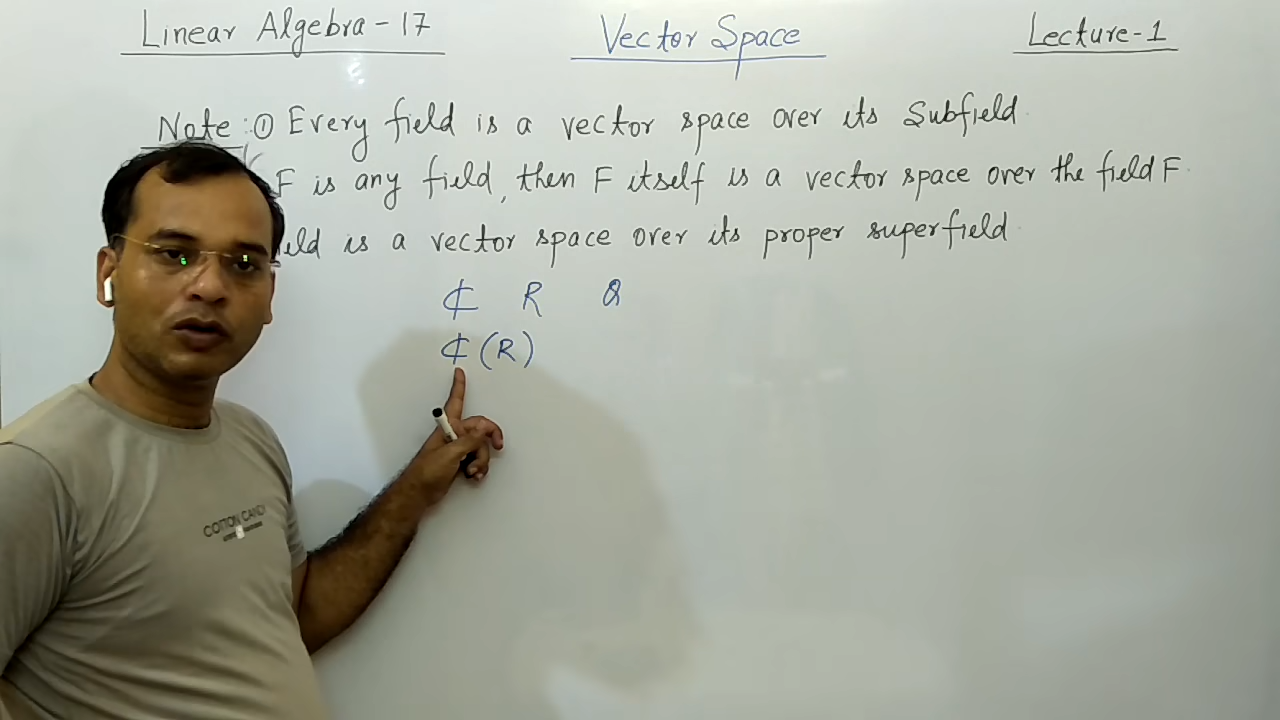 Linear Algebra - 17
Vector Space
Lecture - 1
Note : ① Every field is a vector space over its Subfield.
F is any field, then F itself is a vector space over the field F.
is a vector space over its proper superfield.
₵ R Q
₵ (R)
COTTON CANDY